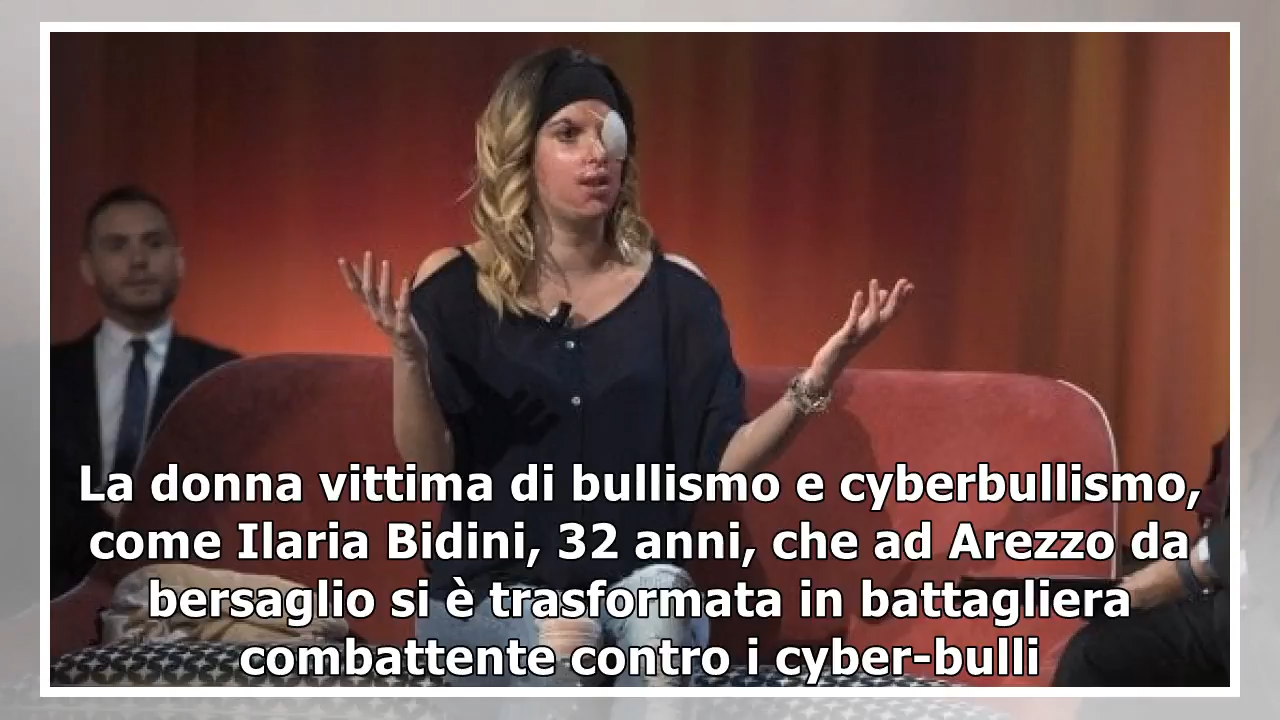 La donna vittima di bullismo e cyberbullismo,
come Ilaria Bidini, 32 anni, che ad Arezzo da
bersaglio si è trasformata in battagliera
combattente contro i cyber-bulli